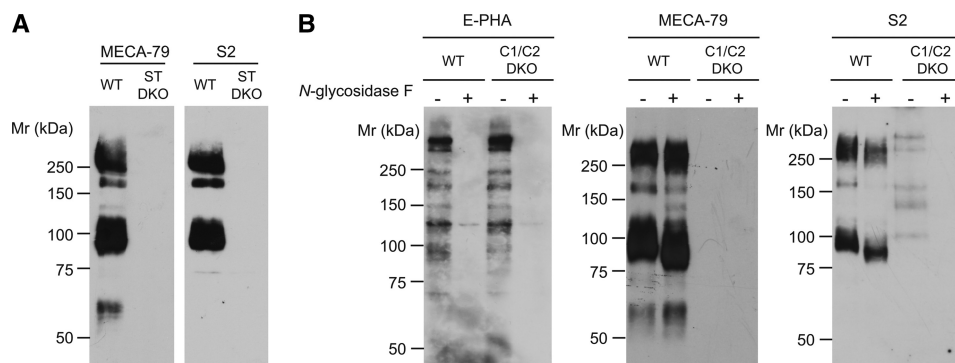 A
MECA-79 S2
WT ST DKO WT ST DKO
Mr (kDa)
250
150
100
75
50
B
E-PHA MECA-79 S2
WT C1/C2 DKO WT C1/C2 DKO WT C1/C2 DKO
N-glycosidase F - + - + - + - + - + - +
Mr (kDa) Mr (kDa) Mr (kDa)
250 250 250
150 150 150
100 100 100
75 75 75
50 50 50